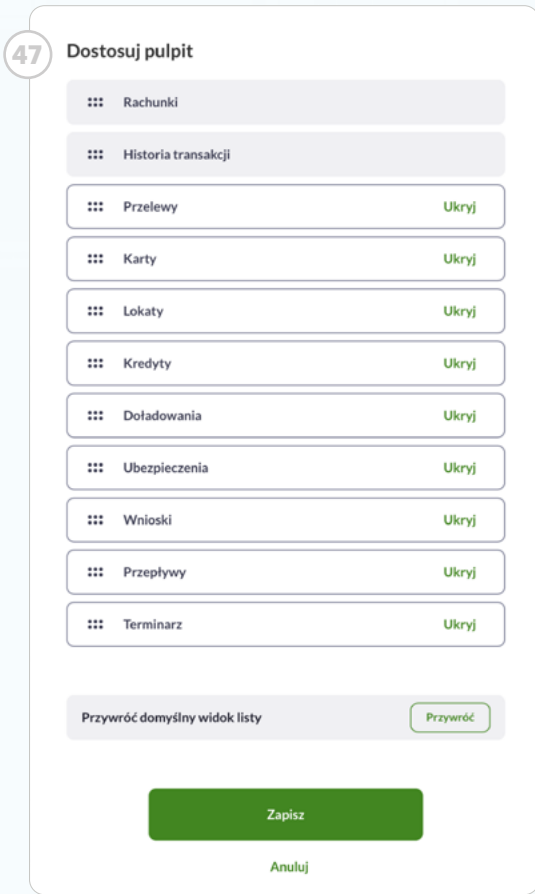 47
Dostosuj pulpit
Rachunki
Historia transakcji
Przelewy Ukryj
Karty Ukryj
Lokaty Ukryj
Kredyty Ukryj
Doładowania Ukryj
Ubezpieczenia Ukryj
Wnioski Ukryj
Przepływy Ukryj
Terminarz Ukryj
Przywróć domyślny widok listy Przywróć
Zapisz
Anuluj